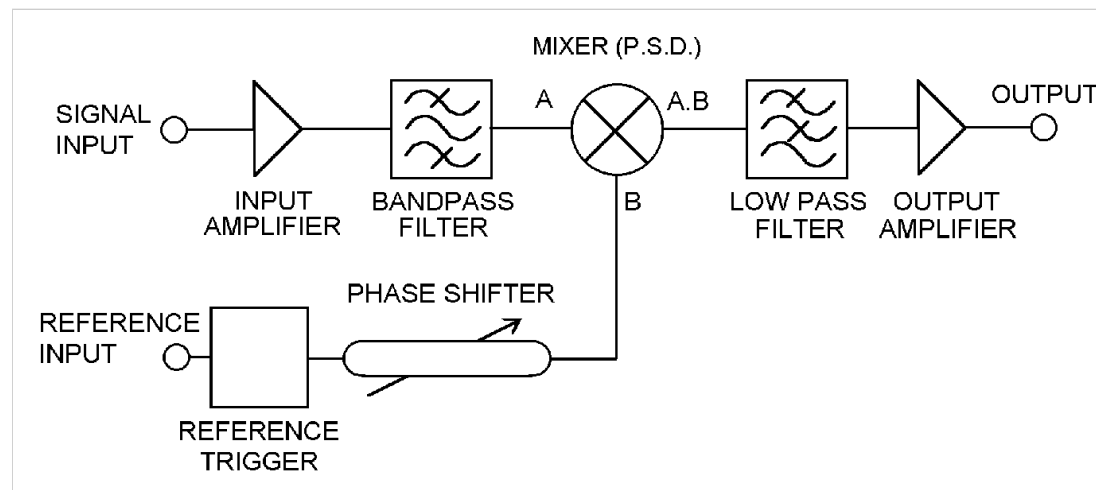 MIXER (P.S.D.)
SIGNAL
INPUT
A
A.B
OUTPUT
INPUT
AMPLIFIER
BANDPASS
FILTER
B
LOW PASS
FILTER
OUTPUT
AMPLIFIER
PHASE SHIFTER
REFERENCE
INPUT
REFERENCE
TRIGGER